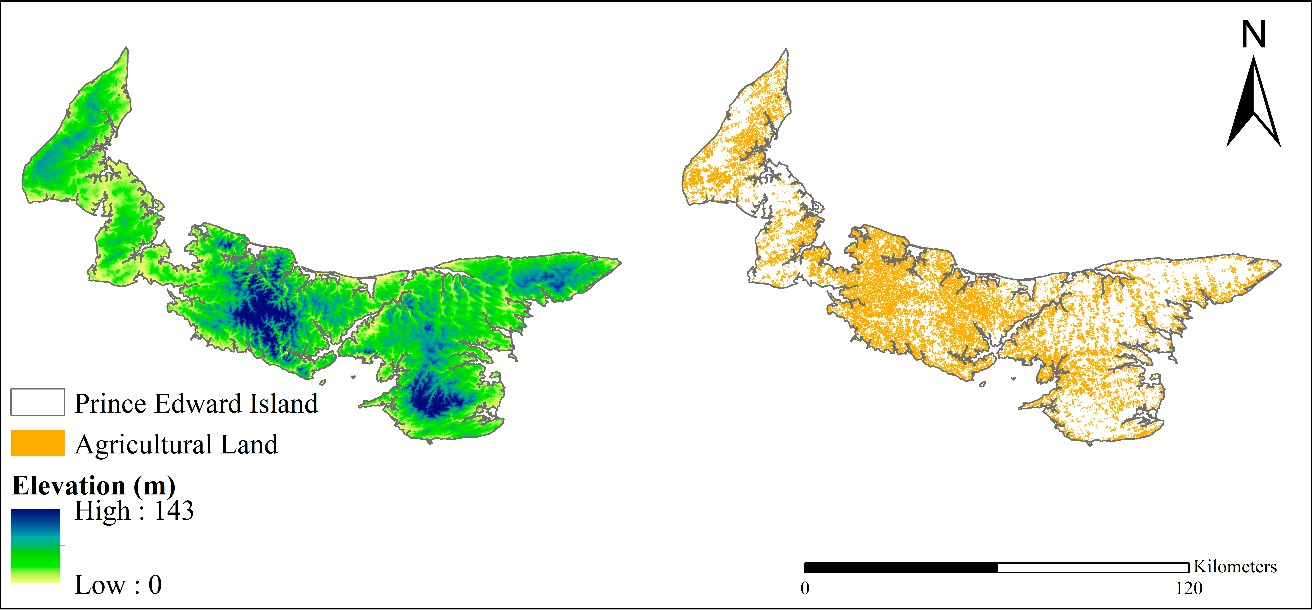 N
Prince Edward Island
Agricultural Land
Elevation (m)
High : 143
Low : 0
Kilometers
0 120